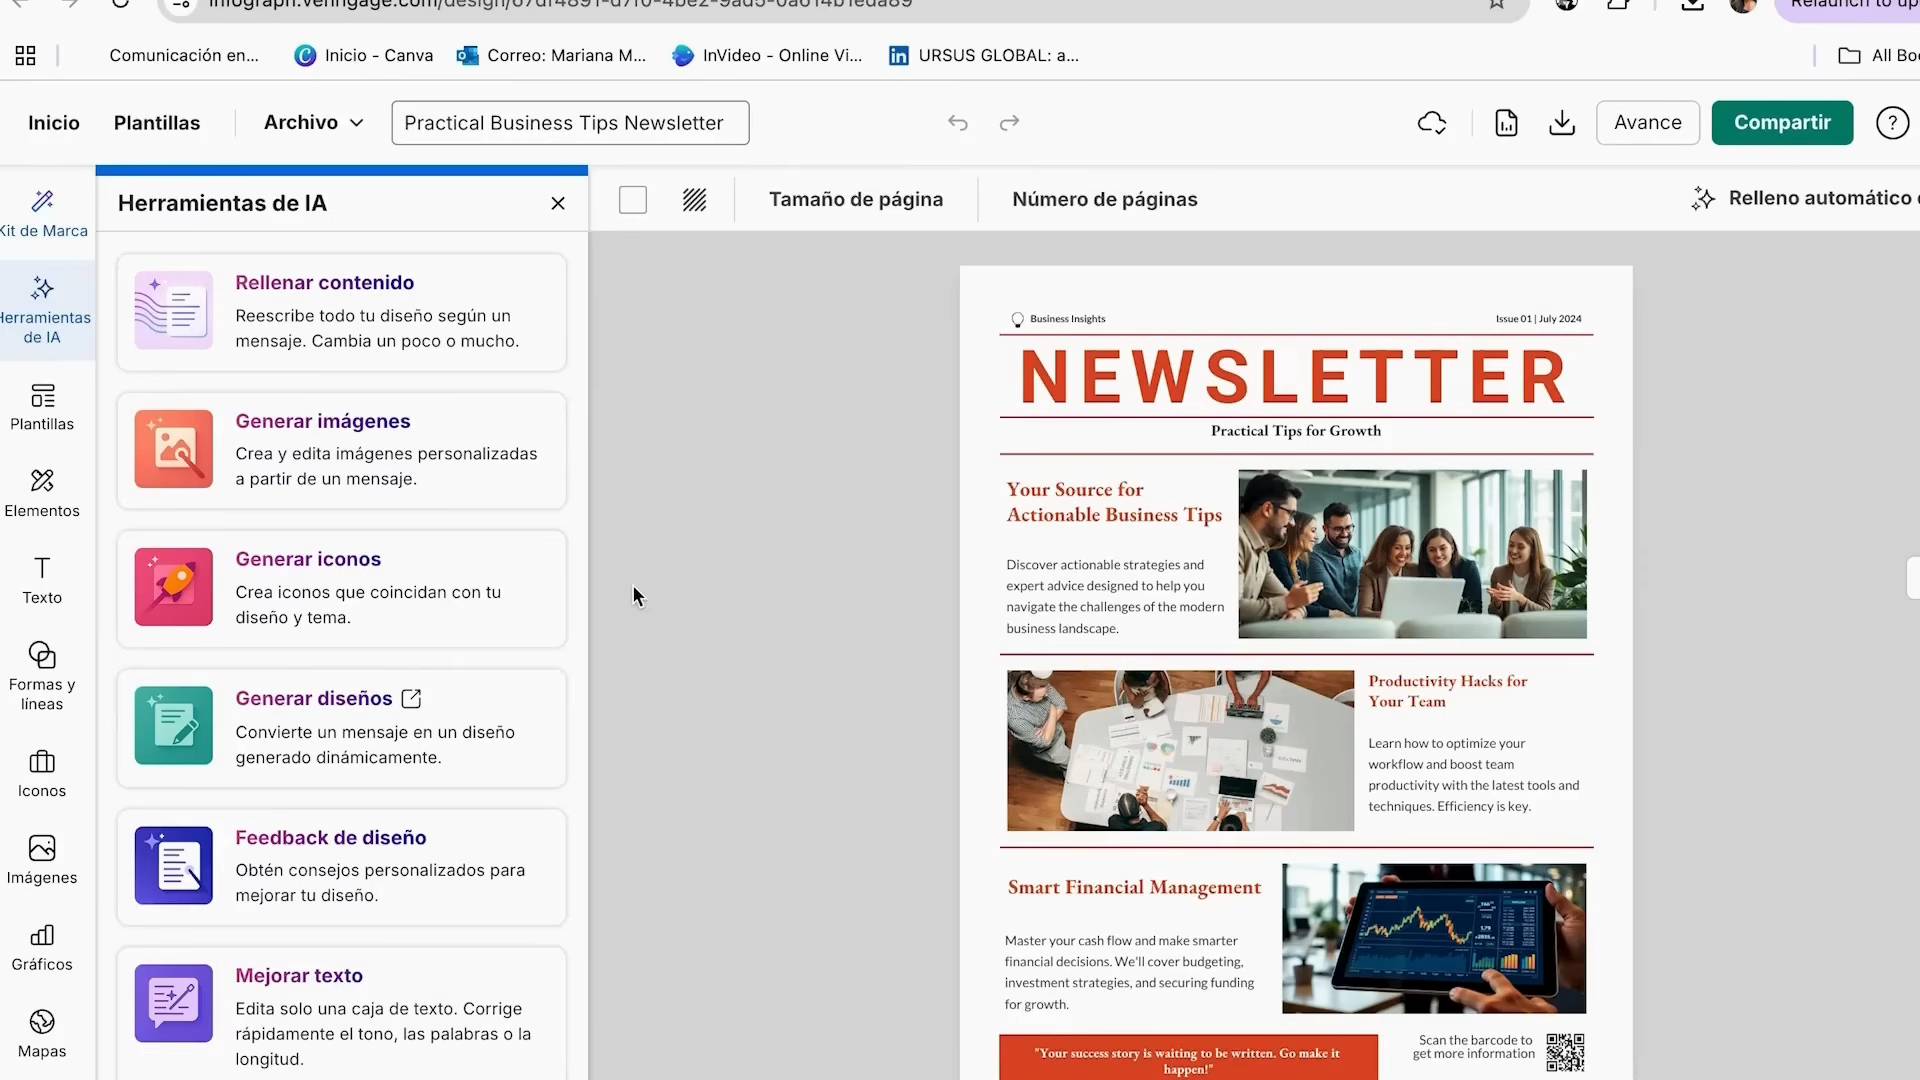 Comunicación en...
Inicio - Canva
Correo: Mariana M...
InVideo - Online Vi...
URSUS GLOBAL: a...
Inicio
Plantillas
Archivo
Practical Business Tips Newsletter
Avance
Compartir
?
Kit de Marca
Herramientas
de IA
Plantillas
Elementos
Texto
Formas y
líneas
Iconos
Imágenes
Gráficos
Mapas
Herramientas de IA
Rellenar contenido
Reescribe todo tu diseño según un
mensaje. Cambia un poco o mucho.
Generar imágenes
Crea y edita imágenes personalizadas
a partir de un mensaje.
Generar iconos
Crea iconos que coincidan con tu
diseño y tema.
Generar diseños
Convierte un mensaje en un diseño
generado dinámicamente.
Feedback de diseño
Obtén consejos personalizados para
mejorar tu diseño.
Mejorar texto
Edita solo una caja de texto. Corrige
rápidamente el tono, las palabras o la
longitud.
Tamaño de página
Número de páginas
Relleno automático
Business Insights
Issue 01 | July 2024
NEWSLETTER
Practical Tips for Growth
Your Source for
Actionable Business Tips
Discover actionable strategies and
expert advice designed to help you
navigate the challenges of the modern
business landscape.
Productivity Hacks for
Your Team
Learn how to optimize your
workflow and boost team
productivity with the latest tools and
techniques. Efficiency is key.
Smart Financial Management
Master your cash flow and make smarter
financial decisions. We'll cover budgeting,
investment strategies, and securing funding
for growth.
"Your success story is waiting to be written. Go make it
happen!"
Scan the barcode to
get more information